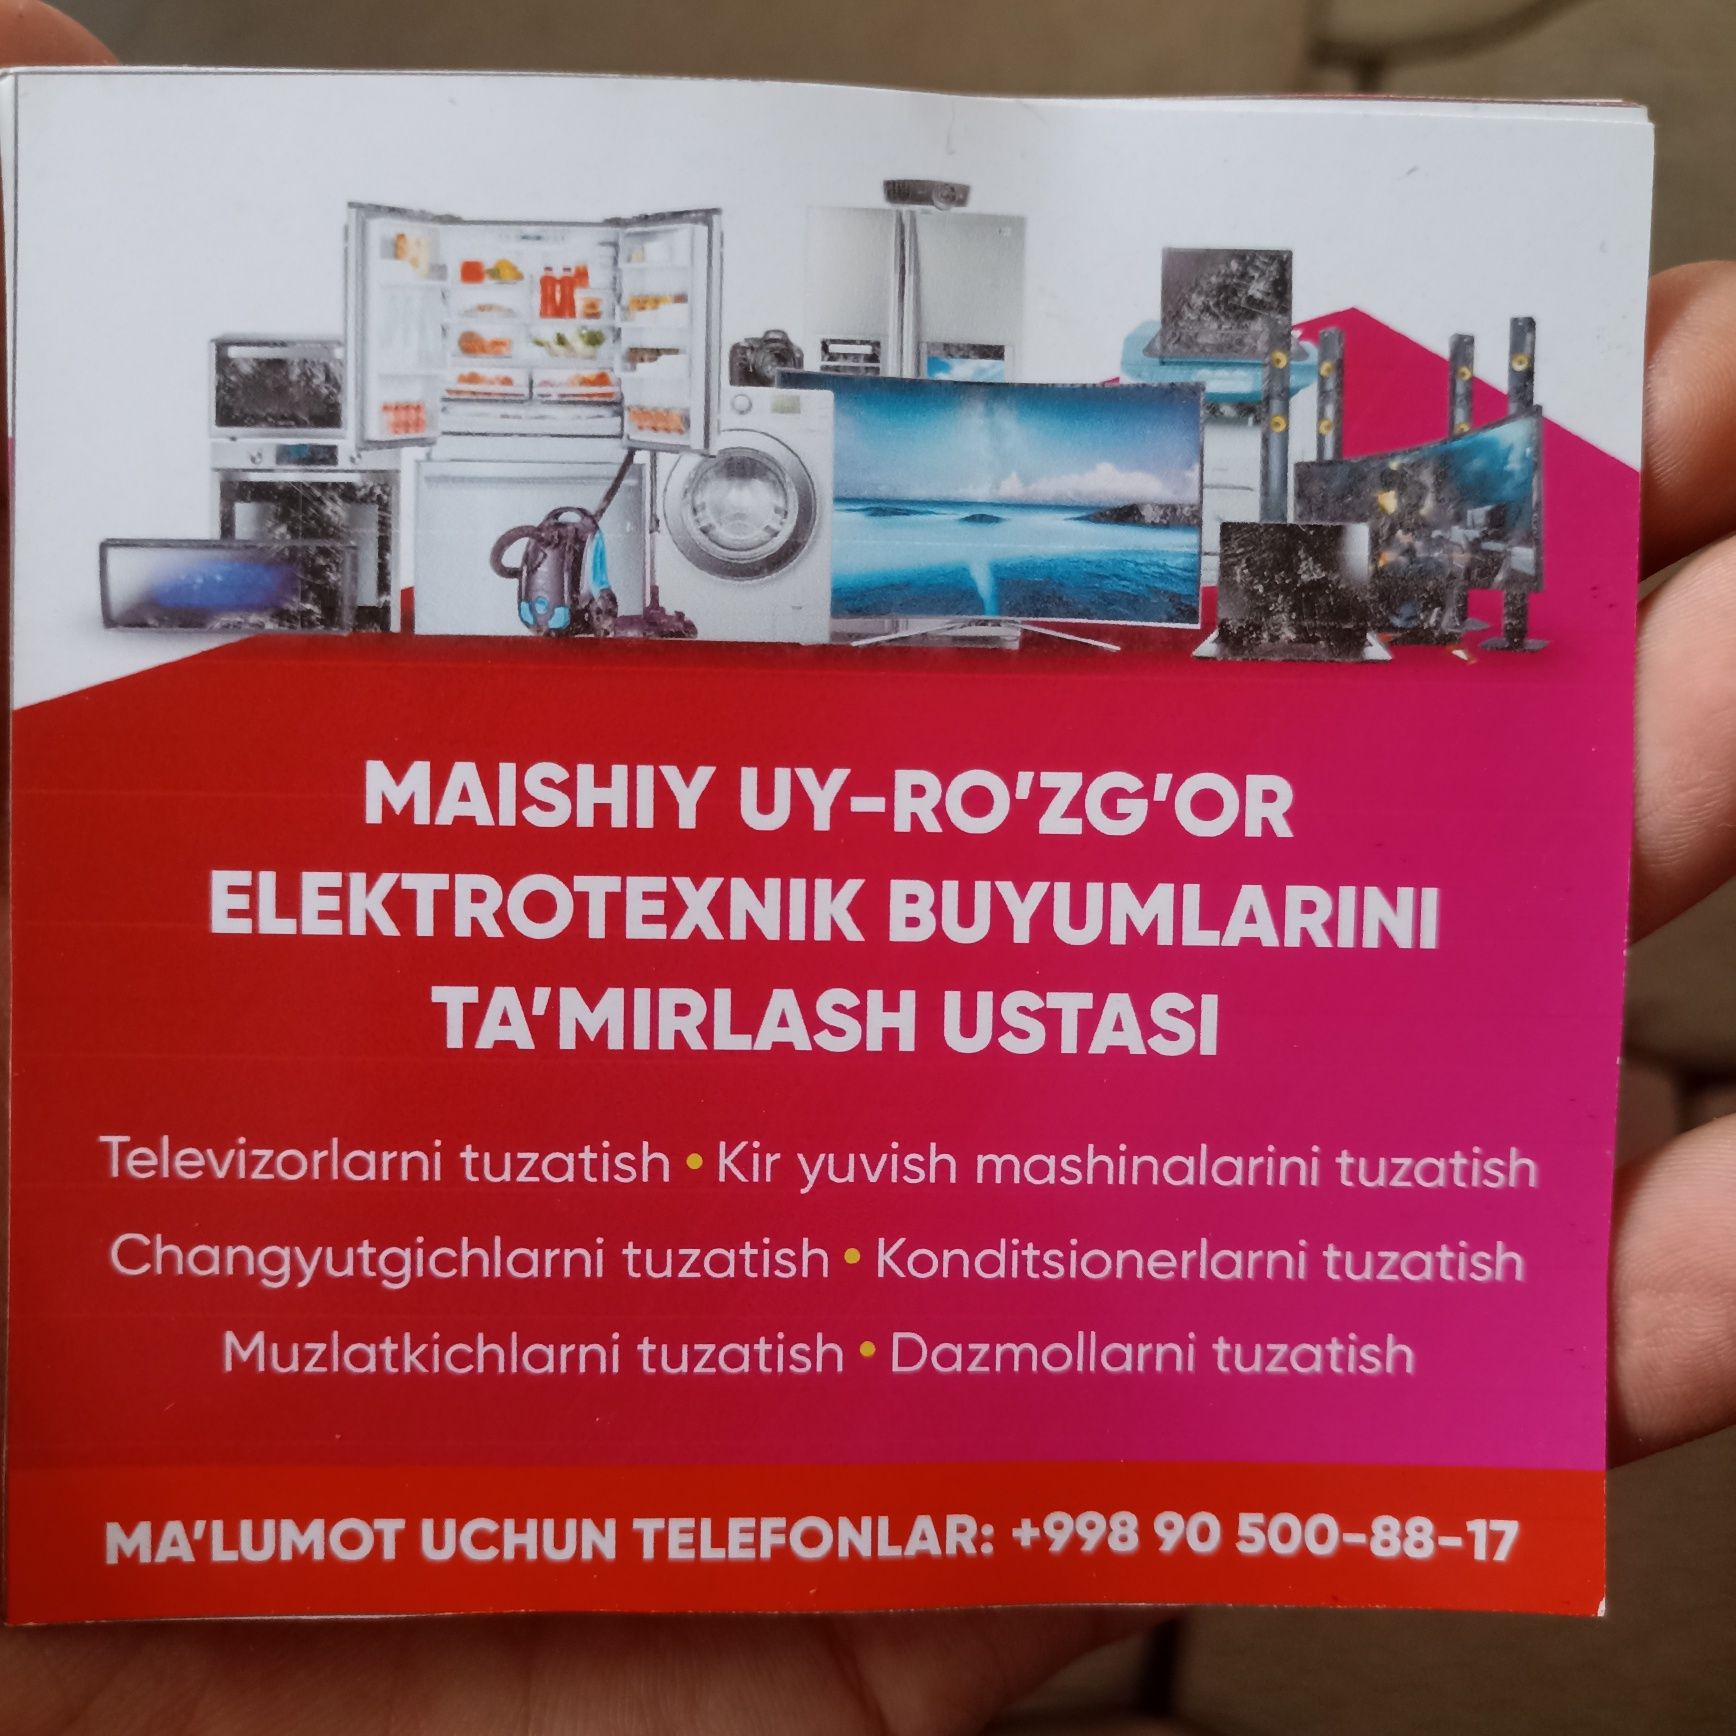 MAISHIY UY-RO'ZG'OR
ELEKTROTEXNIK BUYUMLARINI
TA'MIRLASH USTASI
Televizorlarni tuzatish • Kir yuvish mashinalarini tuzatish
Changyutgichlarni tuzatish • Konditsionerlarni tuzatish
Muzlatkichlarni tuzatish • Dazmollarni tuzatish
MA'LUMOT UCHUN TELEFONLAR: +998 90 500-88-17